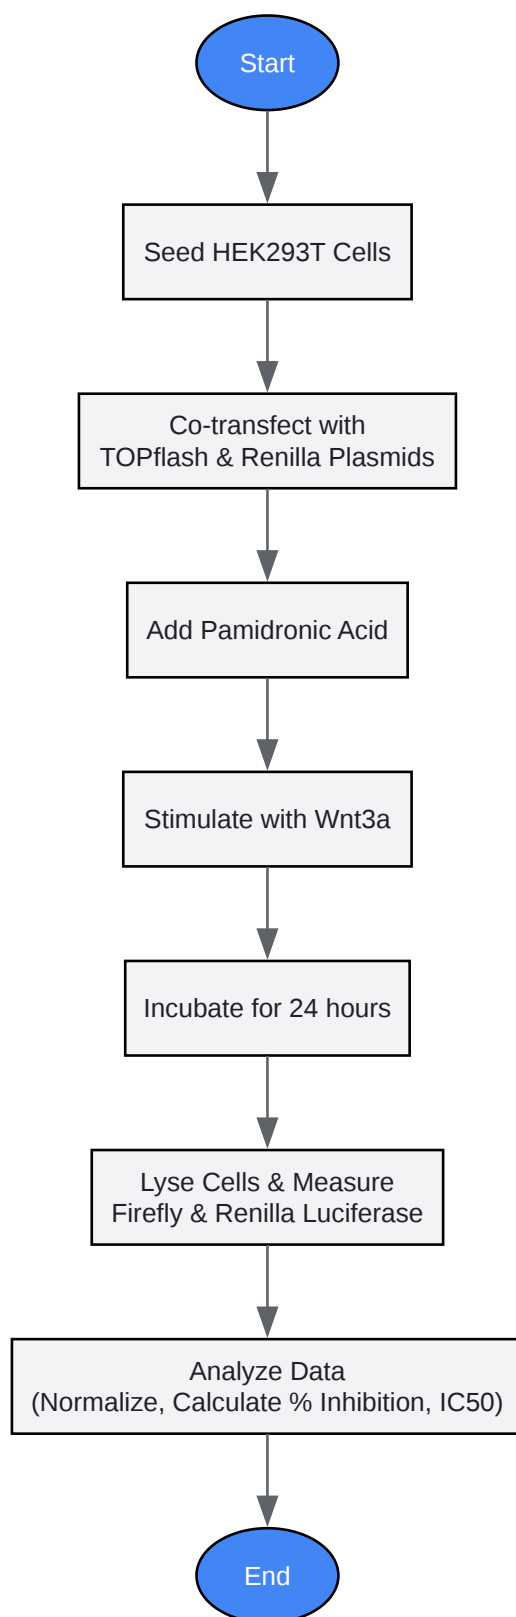 Start
Seed HEK293T Cells
Co-transfect with
TOPflash & Renilla Plasmids
Add Pamidronic Acid
Stimulate with Wnt3a
Incubate for 24 hours
Lyse Cells & Measure
Firefly & Renilla Luciferase
Analyze Data
(Normalize, Calculate % Inhibition, IC50)
End